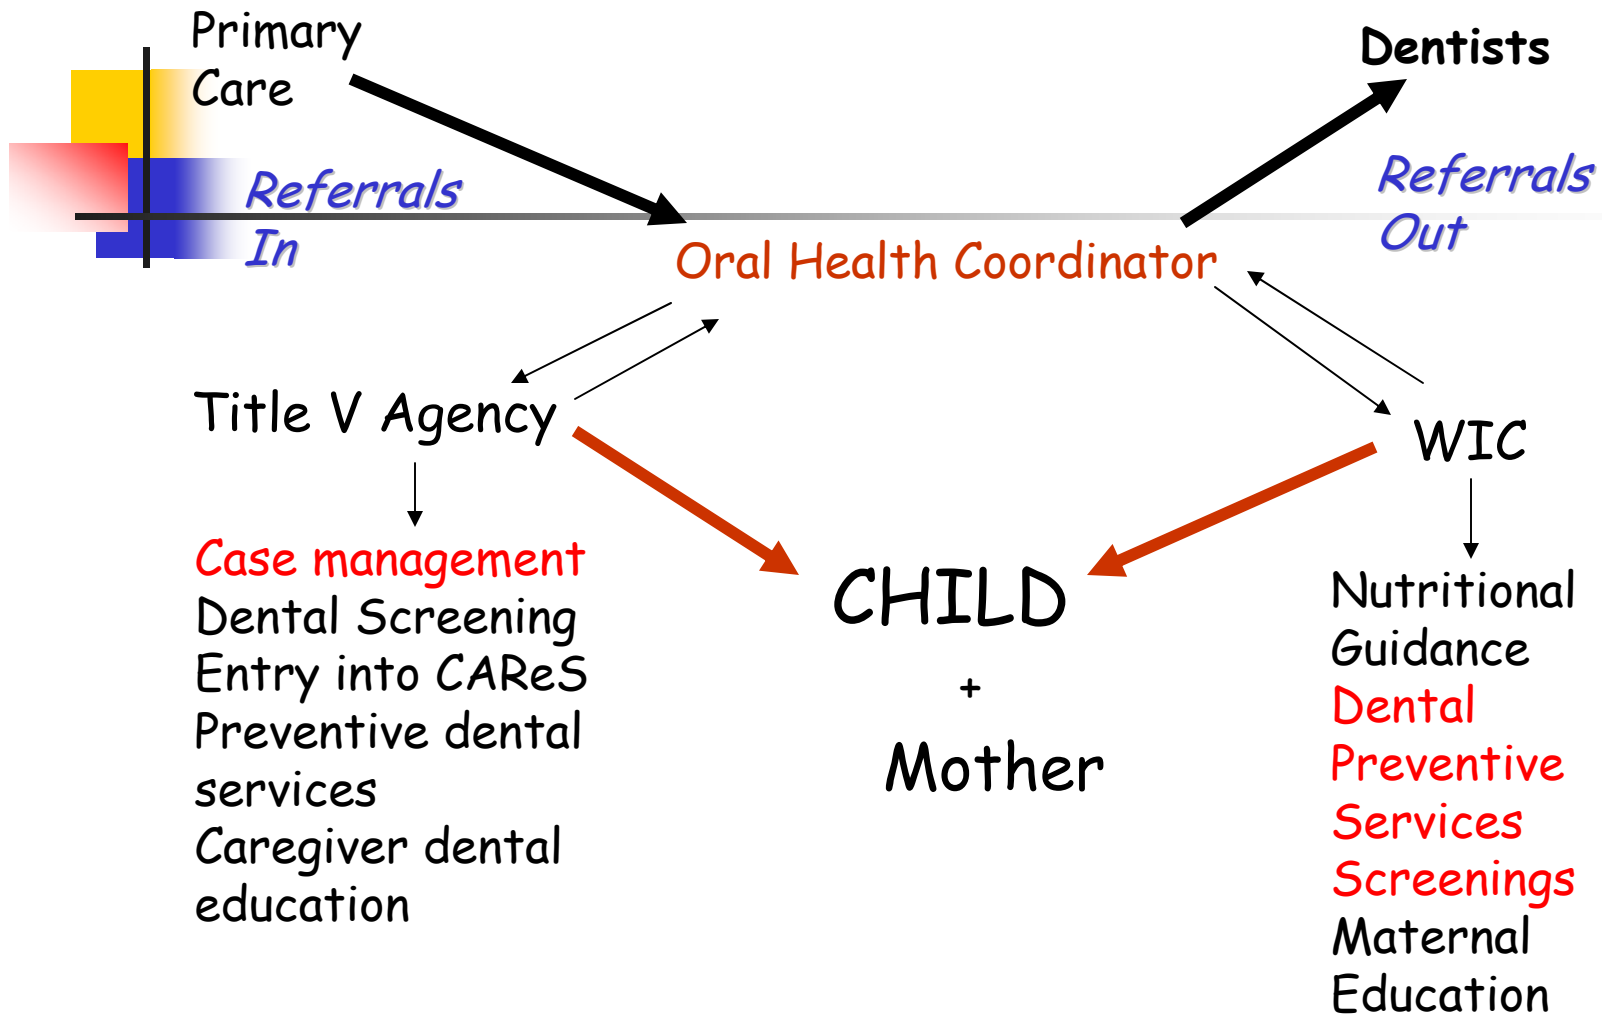 Primary
Care
Dentists
Referrals
In
Referrals
Out
Oral Health Coordinator
Title V Agency
WIC
Case management
Dental Screening
Entry into CAReS
Preventive dental
services
Caregiver dental
education
CHILD
+
Mother
Nutritional
Guidance
Dental
Preventive
Services
Screenings
Maternal
Education